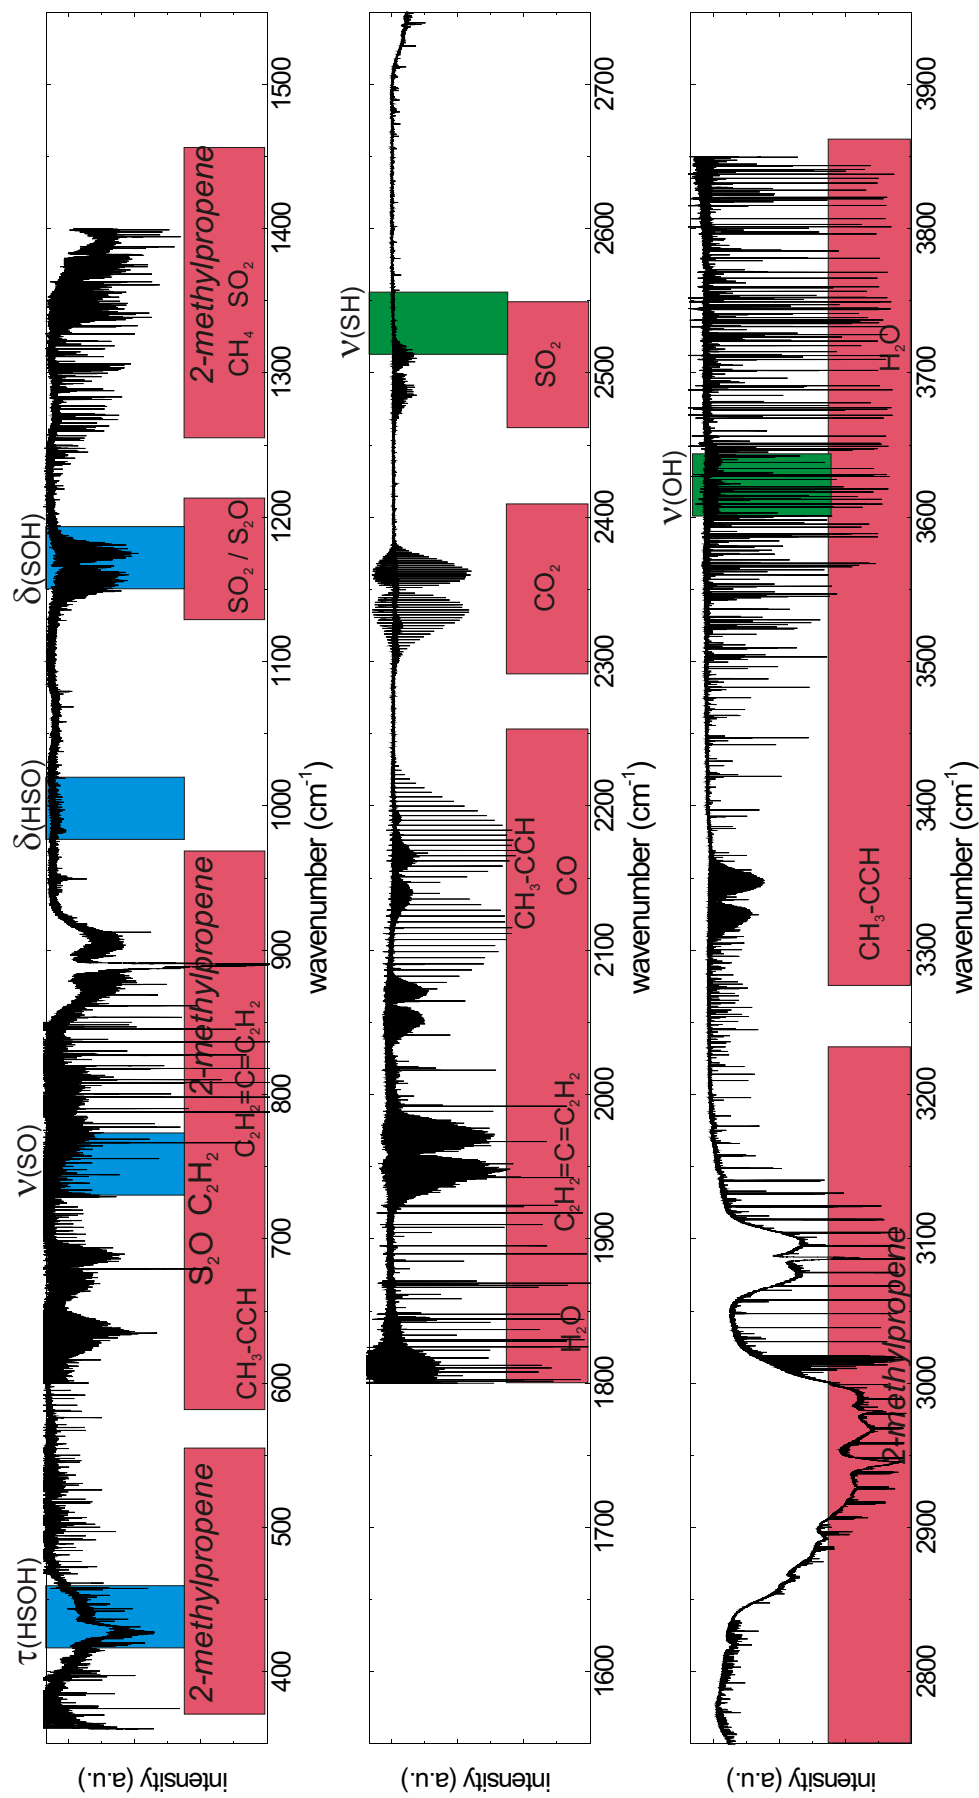 τ(HSOH)
ν(SO)
δ(HSO)
δ(SOH)
intensity (a.u.)
2-methylpropene
CH₃-CCH
S₂O C₂H₂
C₂H₂=C=C₂H₂
2-methylpropene
SO₂ / S₂O
2-methylpropene
CH₄ SO₂
400 500 600 700 800 900 1000 1100 1200 1300 1400 1500
wavenumber (cm⁻¹)
ν(SH)
intensity (a.u.)
H₂O
C₂H₂=C=C₂H₂
CH₃-CCH
CO
CO₂
SO₂
1600 1700 1800 1900 2000 2100 2200 2300 2400 2500 2600 2700
wavenumber (cm⁻¹)
ν(OH)
intensity (a.u.)
2-methylpropene
CH₃-CCH
H₂O
2800 2900 3000 3100 3200 3300 3400 3500 3600 3700 3800 3900
wavenumber (cm⁻¹)